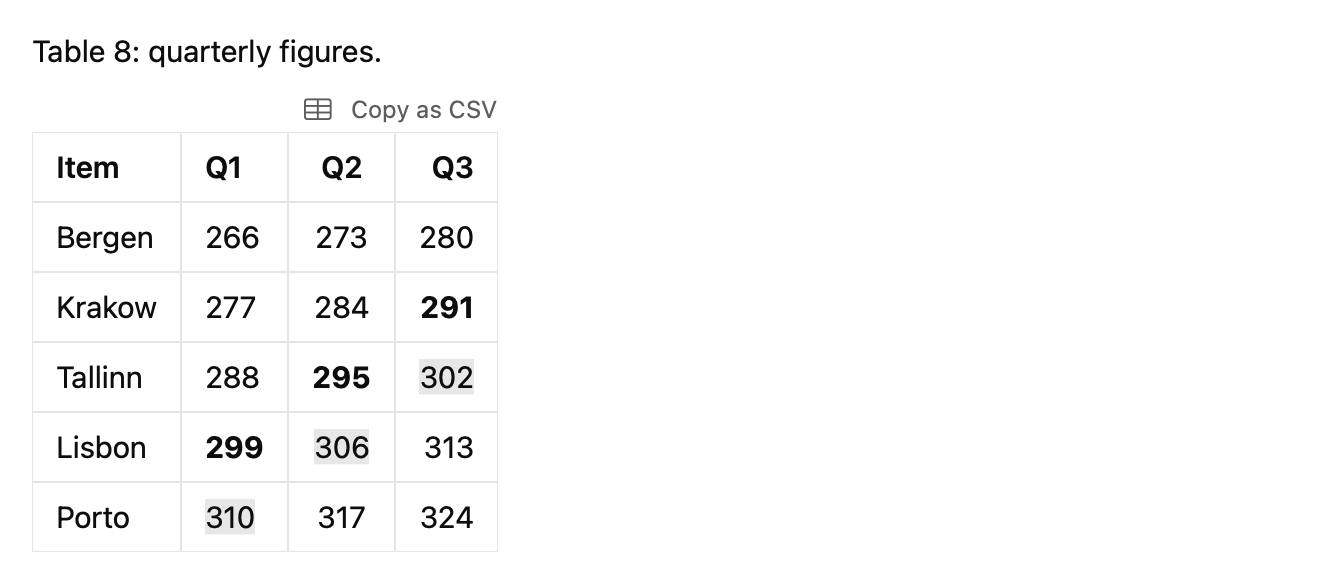 Table 8: quarterly figures.
Copy as CSV
Item Q1 Q2 Q3
Bergen 266 273 280
Krakow 277 284 291
Tallinn 288 295 302
Lisbon 299 306 313
Porto 310 317 324